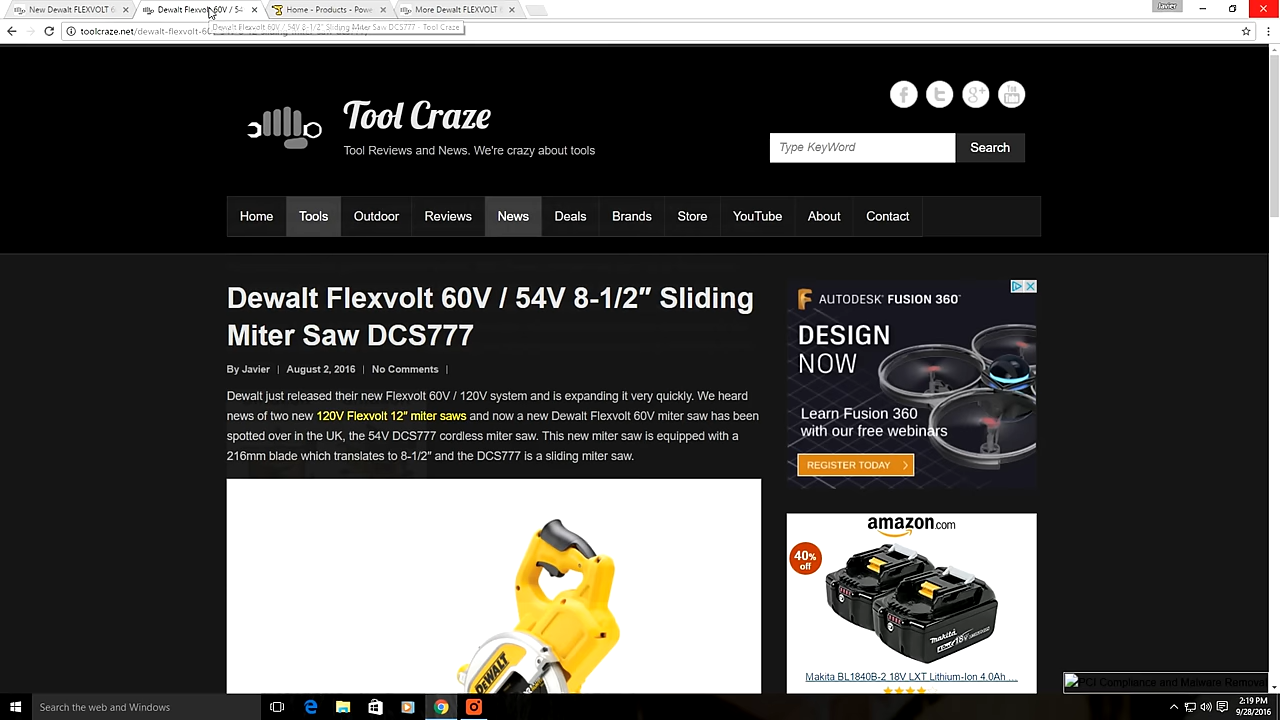 New Dewalt FLEXVOLT 6
Dewalt Flexvolt 60V / 54
Home - Products - Powe
More Dewalt FLEXVOLT
Javier
Dewalt Flexvolt 60V / 54V 8-1/2" Sliding Miter Saw DCS777 - Tool Craze
toolcraze.net/dewalt-flexvolt-60
Tool Craze
Tool Reviews and News. We're crazy about tools
f
t
g+
You
Type KeyWord
Search
Home
Tools
Outdoor
Reviews
News
Deals
Brands
Store
YouTube
About
Contact
Dewalt Flexvolt 60V / 54V 8-1/2″ Sliding
Miter Saw DCS777
By Javier | August 2, 2016 | No Comments |
Dewalt just released their new Flexvolt 60V / 120V system and is expanding it very quickly. We heard
news of two new 120V Flexvolt 12″ miter saws and now a new Dewalt Flexvolt 60V miter saw has been
spotted over in the UK, the 54V DCS777 cordless miter saw. This new miter saw is equipped with a
216mm blade which translates to 8-1/2″ and the DCS777 is a sliding miter saw.
DEWALT
AUTODESK® FUSION 360™
DESIGN
NOW
Learn Fusion 360
with our free webinars
REGISTER TODAY
amazon.com
40%
off
makita
18V
Makita BL1840B-2 18V LXT Lithium-Ion 4.0Ah ...
PCI Compliance and Malware Removal
Search the web and Windows
2:19 PM
9/28/2016